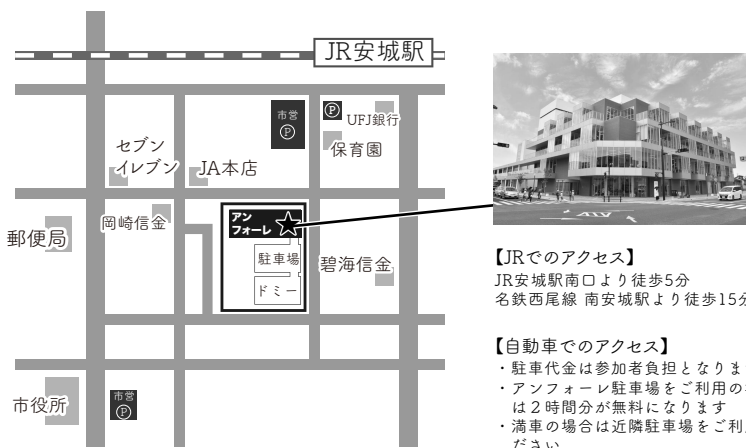 JR安城駅
市営
Ⓟ
Ⓟ
UFJ銀行
セブン
イレブン
JA本店
保育園
岡崎信金
アン
フォーレ
郵便局
駐車場
碧海信金
ドミー
市役所
市営
Ⓟ
【JRでのアクセス】
JR安城駅南口より徒歩5分
名鉄西尾線 南安城駅より徒歩15分
【自動車でのアクセス】
・駐車代金は参加者負担となりま
・アンフォーレ駐車場をご利用の
は2時間分が無料になります
・満車の場合は近隣駐車場をご利
ださい